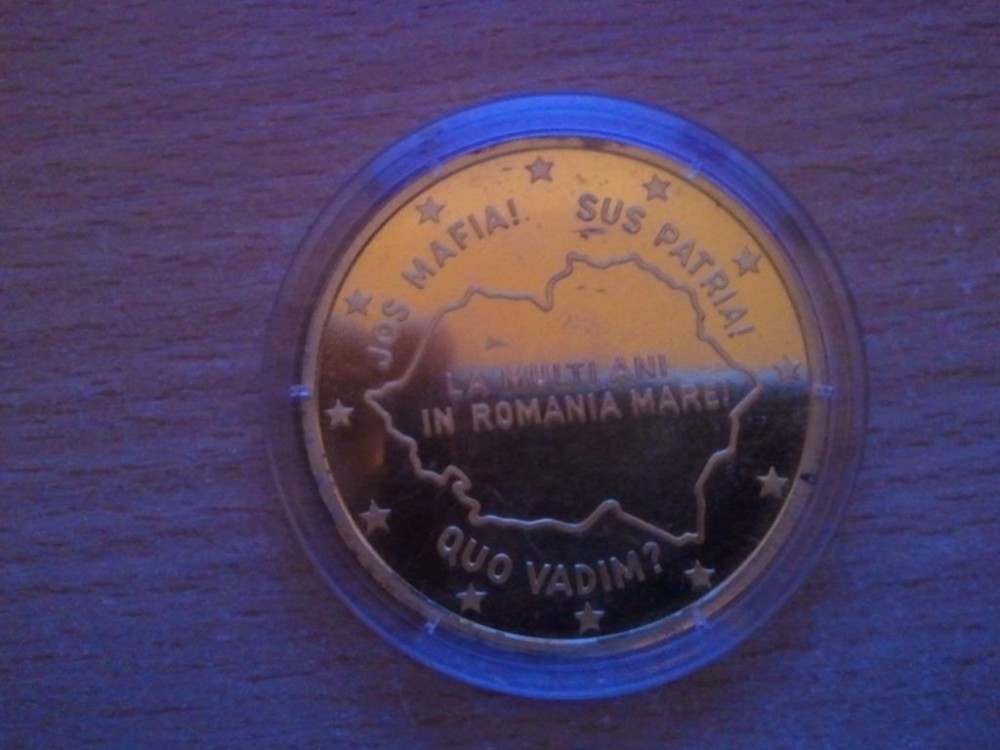 JOS MAFIA! SUS PATRIA!
LA MULTI ANI
IN ROMANIA MARE!
QUO VADIM?